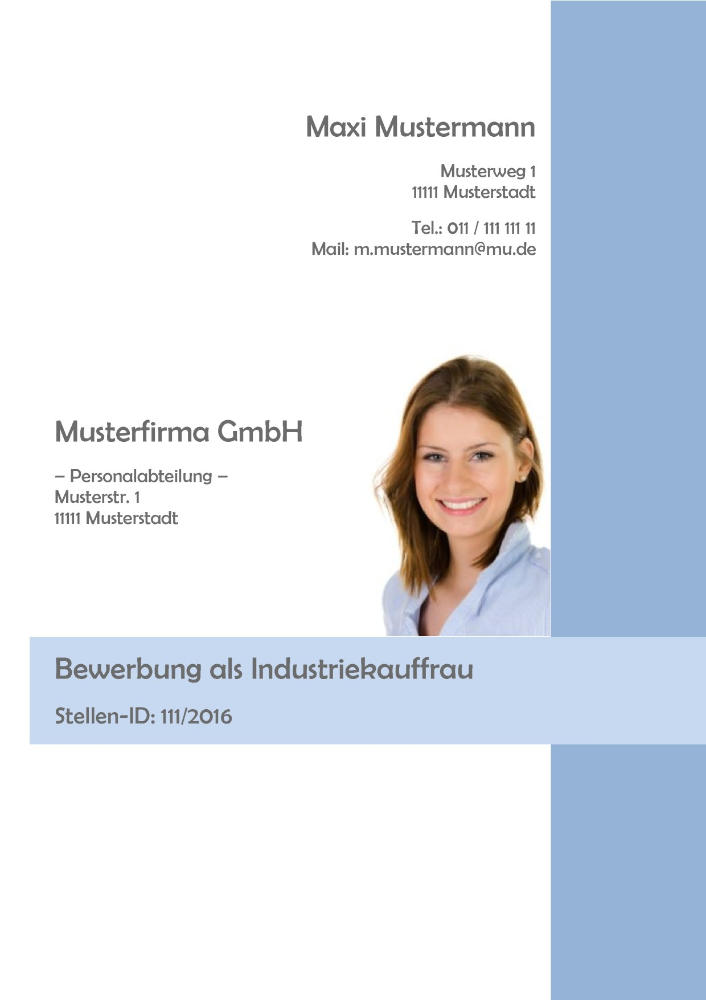 Maxi Mustermann
Musterweg 1
11111 Musterstadt
Tel.: 011 / 111 111 11
Mail: m.mustermann@mu.de
Musterfirma GmbH
– Personalabteilung –
Musterstr. 1
11111 Musterstadt
Bewerbung als Industriekauffrau
Stellen-ID: 111/2016